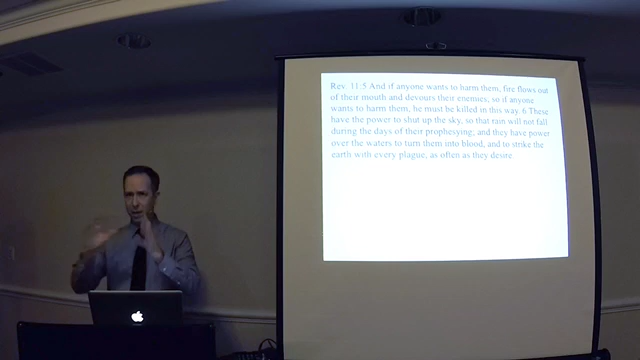 Rev. 11:5 And if anyone wants to harm them, fire flows out
of their mouth and devours their enemies; so if anyone
wants to harm them, he must be killed in this way. 6 These
have the power to shut up the sky, so that rain will not fall
during the days of their prophesying; and they have power
over the waters to turn them into blood, and to strike the
earth with every plague, as often as they desire